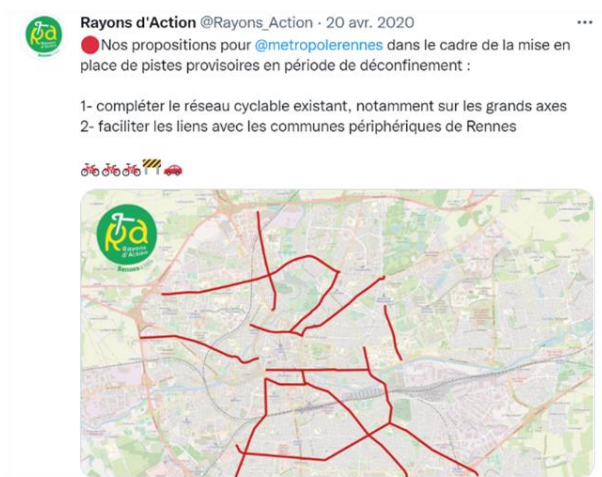 Rayons d'Action @Rayons_Action · 20 avr. 2020
🔴Nos propositions pour @metropolerennes dans le cadre de la mise en
place de pistes provisoires en période de déconfinement :
1- compléter le réseau cyclable existant, notamment sur les grands axes
2- faciliter les liens avec les communes périphériques de Rennes
🚲🚲🚲🚧🚗
Rayons
d'Action
Rennes